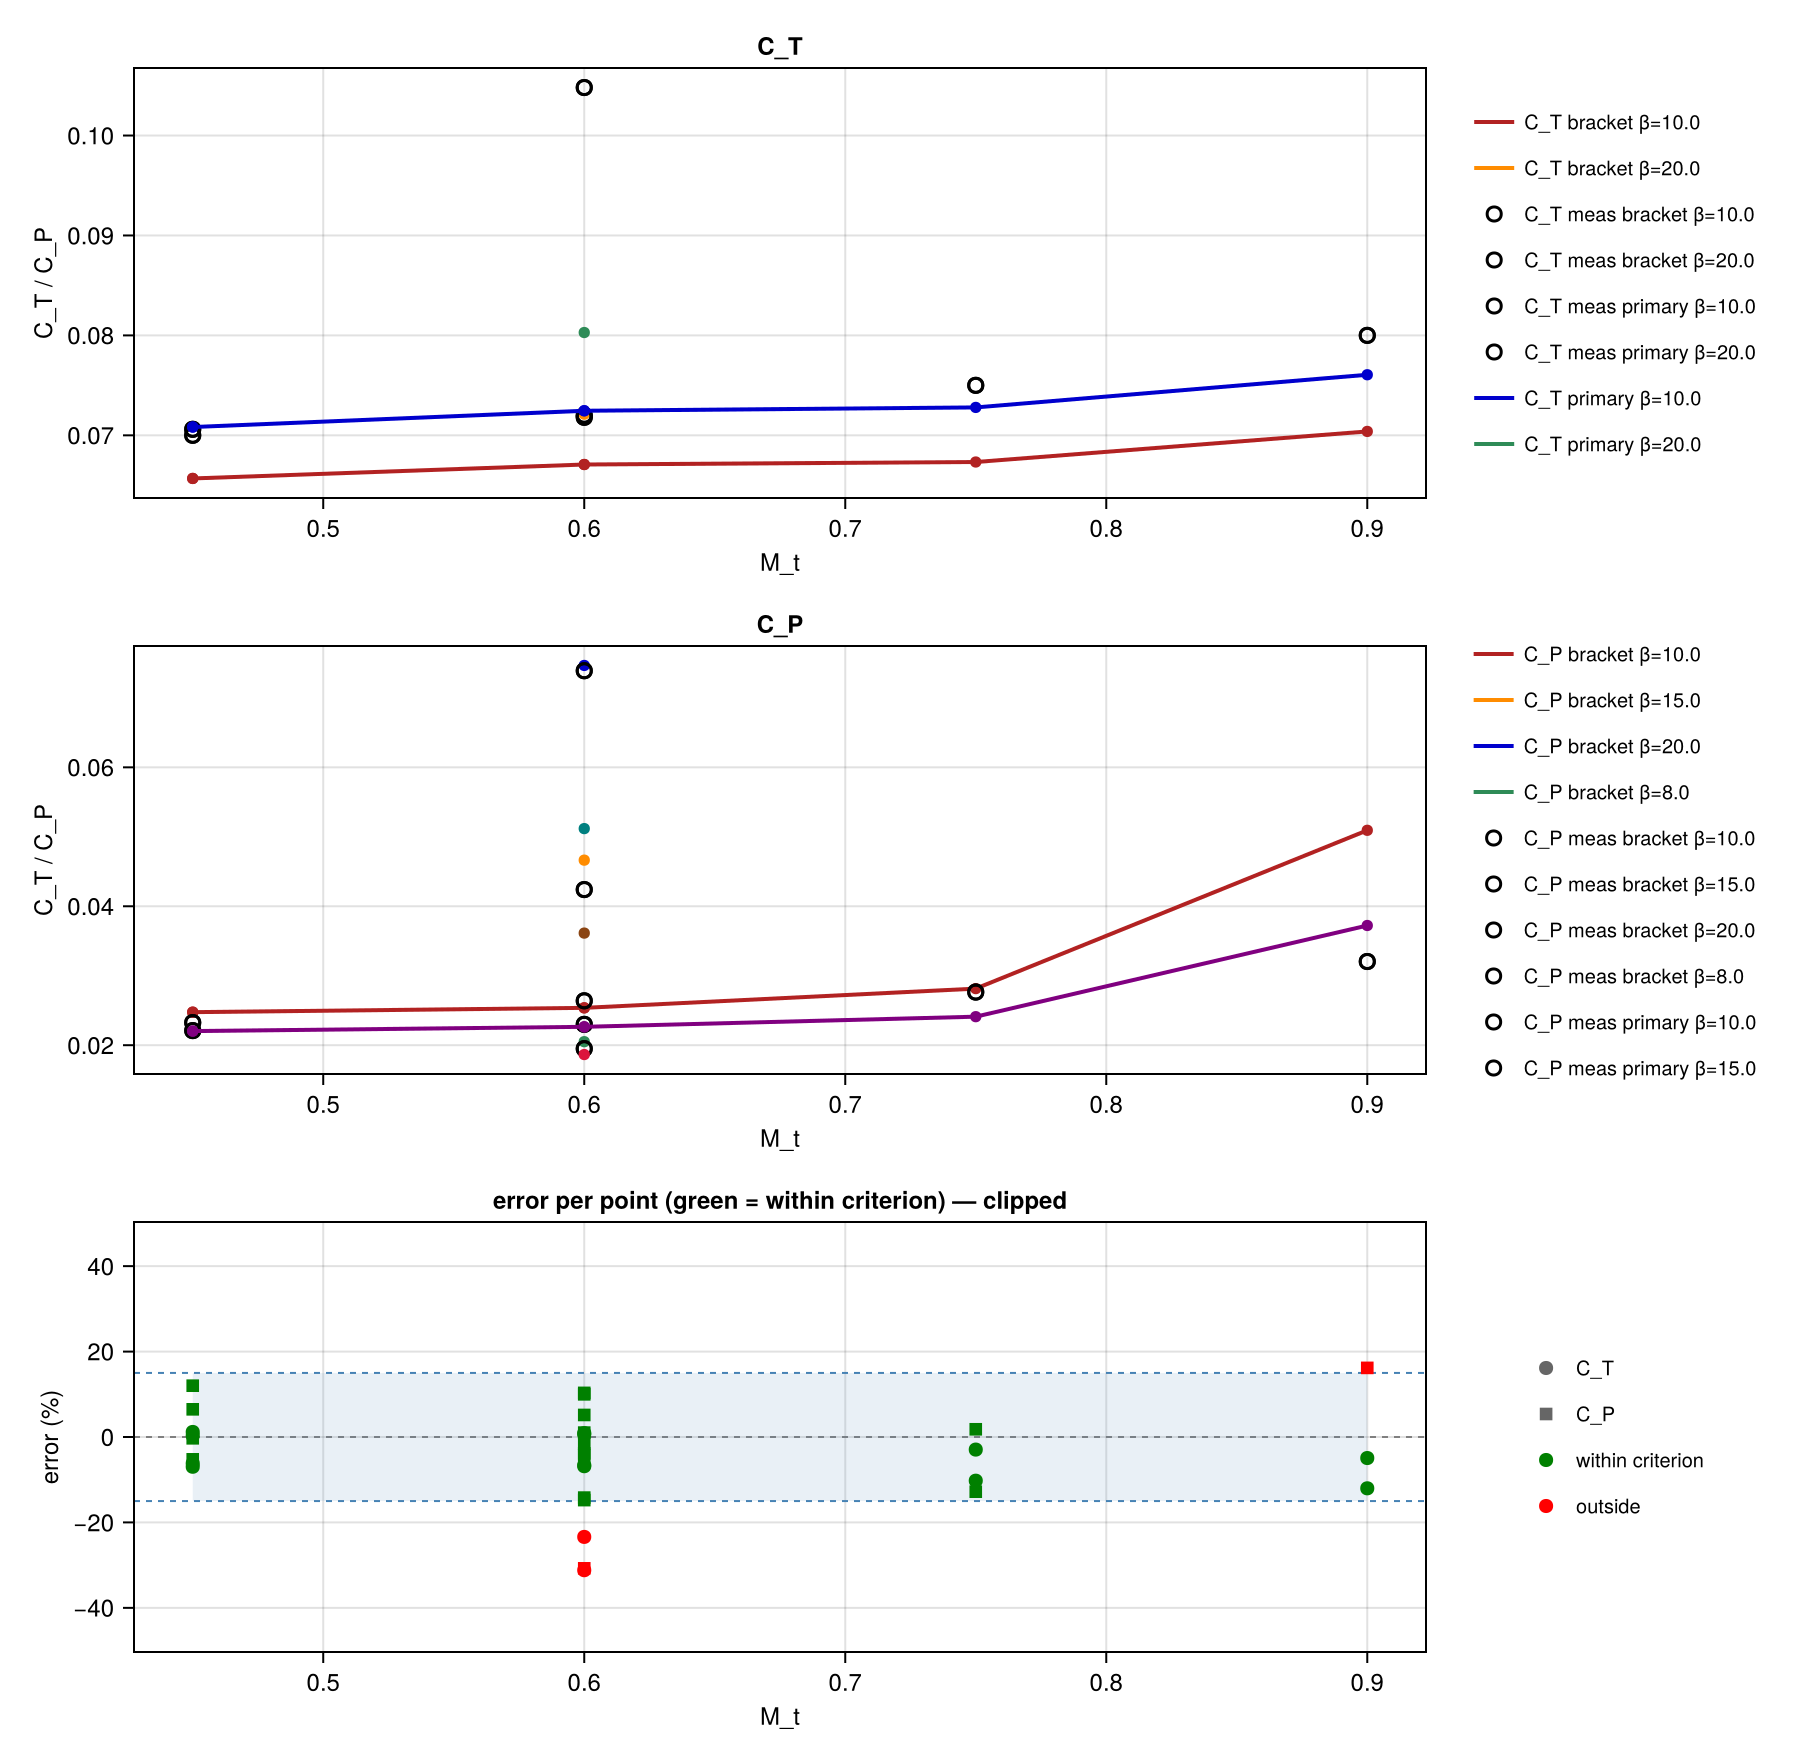 C_T
C_T / C_P
0.10
0.09
0.08
0.07
0.5
0.6
0.7
0.8
0.9
M_t
C_T bracket β=10.0
C_T bracket β=20.0
C_T meas bracket β=10.0
C_T meas bracket β=20.0
C_T meas primary β=10.0
C_T meas primary β=20.0
C_T primary β=10.0
C_T primary β=20.0
C_P
C_T / C_P
0.06
0.04
0.02
0.5
0.6
0.7
0.8
0.9
M_t
C_P bracket β=10.0
C_P bracket β=15.0
C_P bracket β=20.0
C_P bracket β=8.0
C_P meas bracket β=10.0
C_P meas bracket β=15.0
C_P meas bracket β=20.0
C_P meas bracket β=8.0
C_P meas primary β=10.0
C_P meas primary β=15.0
error per point (green = within criterion) — clipped
error (%)
40
20
0
−20
−40
0.5
0.6
0.7
0.8
0.9
M_t
C_T
C_P
within criterion
outside